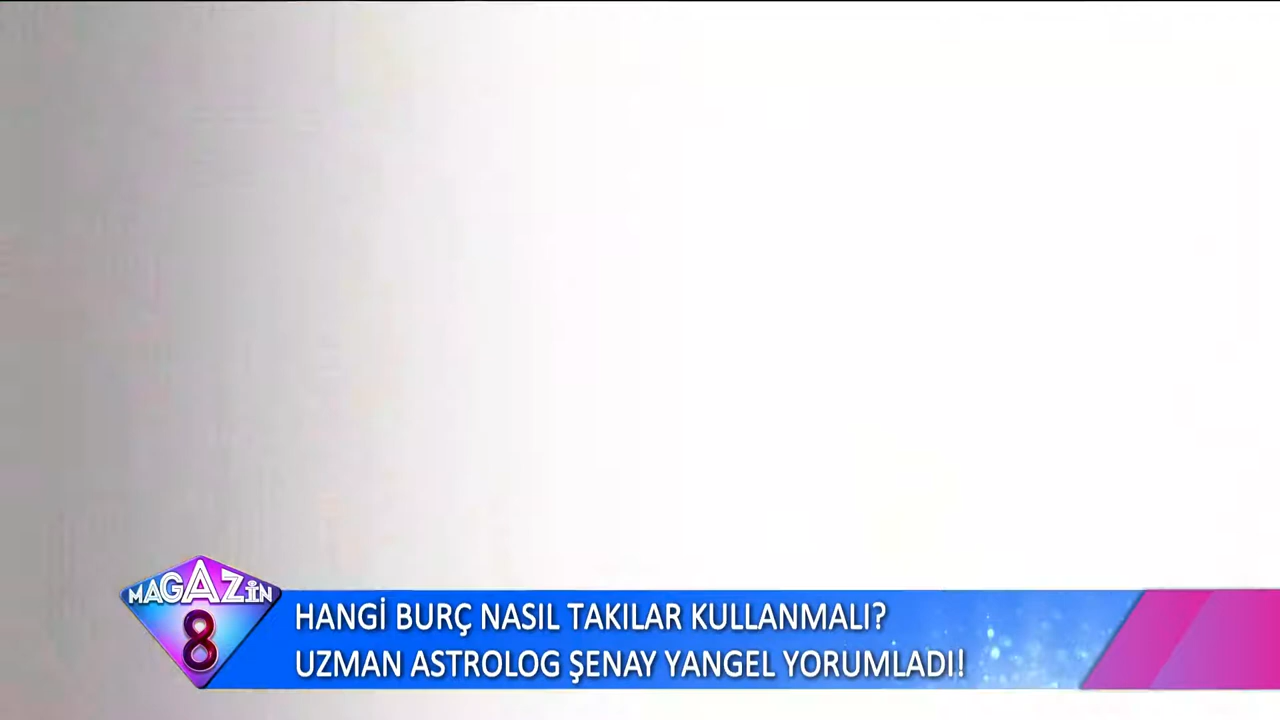 MAGAZİN
8
HANGİ BURÇ NASIL TAKILAR KULLANMALI?
UZMAN ASTROLOG ŞENAY YANGEL YORUMLADI!